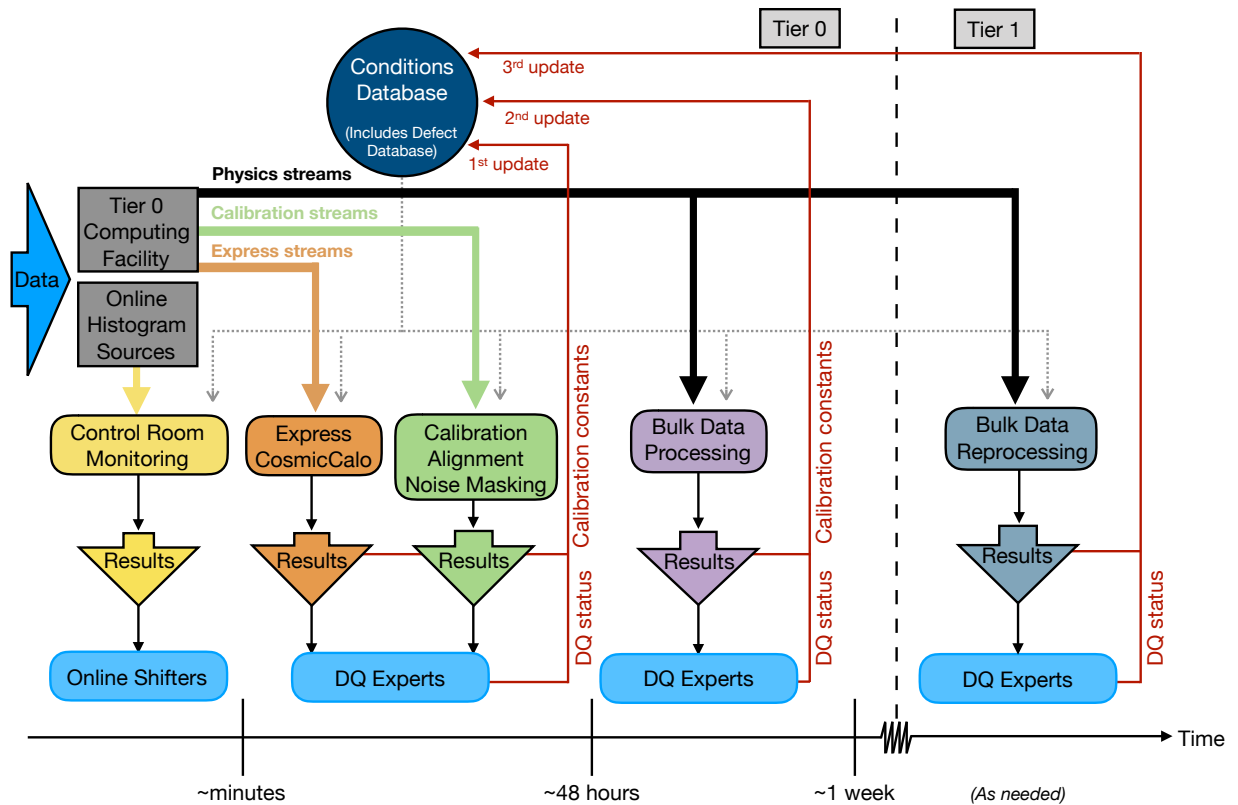 Tier 0
Tier 1
Conditions
Database
(Includes Defect
Database)
3rd update
2nd update
1st update
Physics streams
Calibration streams
Express streams
Data
Tier 0
Computing
Facility
Online
Histogram
Sources
Control Room
Monitoring
Express
CosmicCalo
Calibration
Alignment
Noise Masking
Bulk Data
Processing
Bulk Data
Reprocessing
Calibration constants
Calibration constants
Results
Results
Results
Results
Results
DQ status
DQ status
DQ status
Online Shifters
DQ Experts
DQ Experts
DQ Experts
Time
~minutes
~48 hours
~1 week
(As needed)